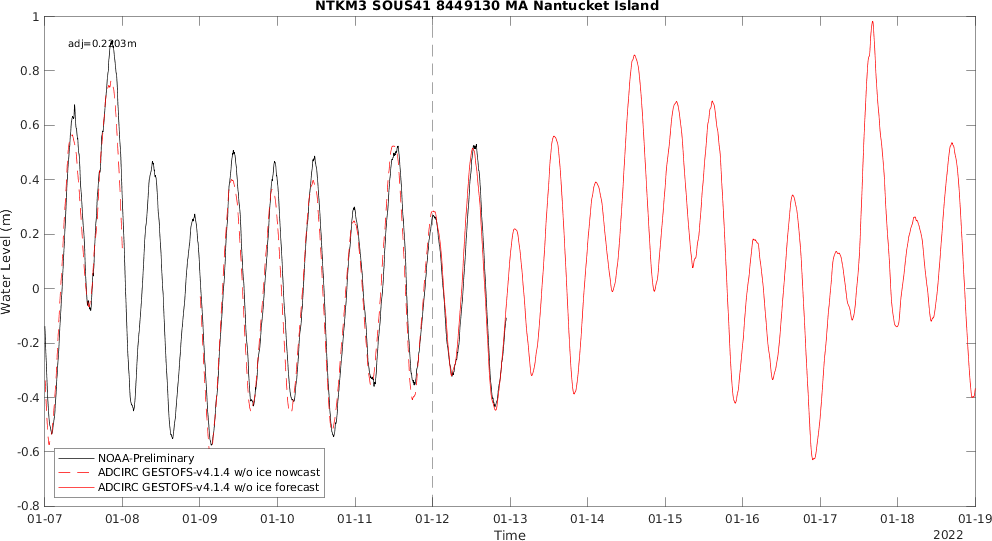 NTKM3 SOUS41 8449130 MA Nantucket Island
adj=0.2203m
Water Level (m)
1
0.8
0.6
0.4
0.2
0
-0.2
-0.4
-0.6
-0.8
NOAA-Preliminary
ADCIRC GESTOFS-v4.1.4 w/o ice nowcast
ADCIRC GESTOFS-v4.1.4 w/o ice forecast
01-07 01-08 01-09 01-10 01-11 01-12 01-13 01-14 01-15 01-16 01-17 01-18 01-19
Time
2022